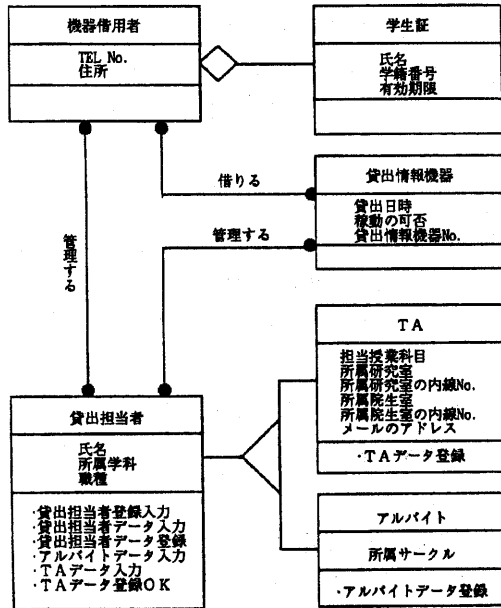 機器借用者
TEL No.
住所
学生証
氏名
学籍番号
有効期限
借りる
管理する
管理する
貸出情報機器
貸出日時
稼動の可否
貸出情報機器No.
貸出担当者
氏名
所属学科
職種
・貸出担当者登録入力
・貸出担当者データ入力
・貸出担当者データ登録
・アルバイトデータ入力
・TAデータ入力
・TAデータ登録OK
TA
担当授業科目
所属研究室
所属研究室の内線No.
所属院生室
所属院生室の内線No.
メールのアドレス
・TAデータ登録
アルバイト
所属サークル
・アルバイトデータ登録